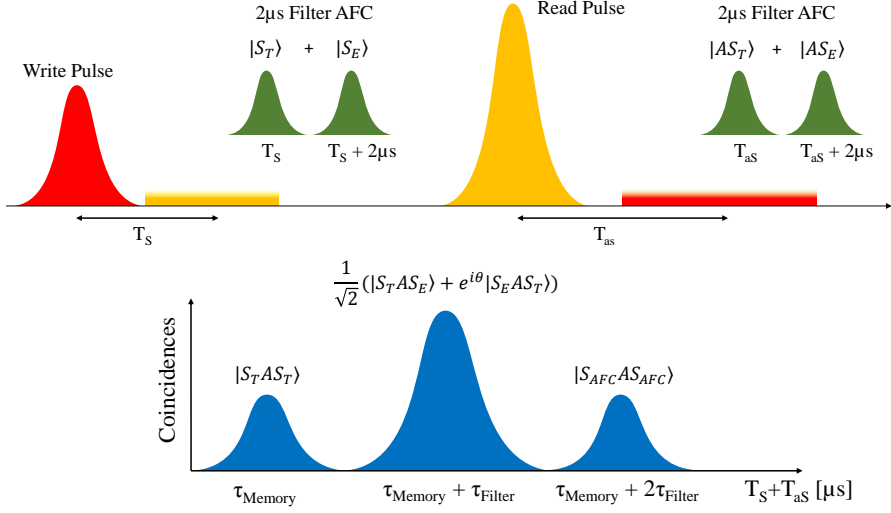 2µs Filter AFC
|S_T⟩ + |S_E⟩
Write Pulse
T_S
T_S + 2µs
Read Pulse
2µs Filter AFC
|AS_T⟩ + |AS_E⟩
T_aS
T_aS + 2µs
T_S
T_as
1/√2 (|S_T AS_E⟩ + e^{iθ}|S_E AS_T⟩)
Coincidences
|S_T AS_T⟩
|S_AFC AS_AFC⟩
τ_Memory
τ_Memory + τ_Filter
τ_Memory + 2τ_Filter
T_S+T_aS [µs]